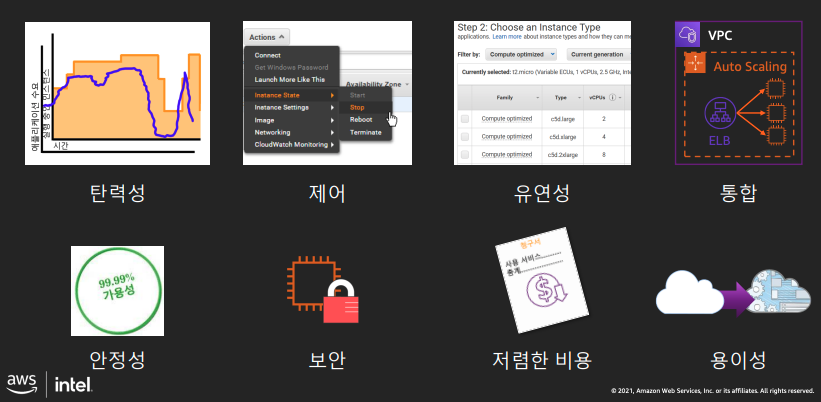 애플리케이션 수요
실행 중인 인스턴스
시간
탄력성
Actions
Connect
Get Windows Password
Launch More Like This
Instance State
Instance Settings
Image
Networking
CloudWatch Monitoring
Availability Zone
Start
Stop
Reboot
Terminate
제어
Step 2: Choose an Instance Type
applications. Learn more about instance types and how they can me
Filter by: Compute optimized Current generation
Currently selected: t2.micro (Variable ECUs, 1 vCPUs, 2.5 GHz, Inte
Family Type vCPUs
Compute optimized c5d.large 2
Compute optimized c5d.xlarge 4
Compute optimized c5d.2xlarge 8
유연성
VPC
Auto Scaling
ELB
통합
99.99%
가용성
안정성
보안
청구서
사용 서비스
총계
저렴한 비용
용이성
aws
intel.
© 2021, Amazon Web Services, Inc. or its affiliates. All rights reserved.